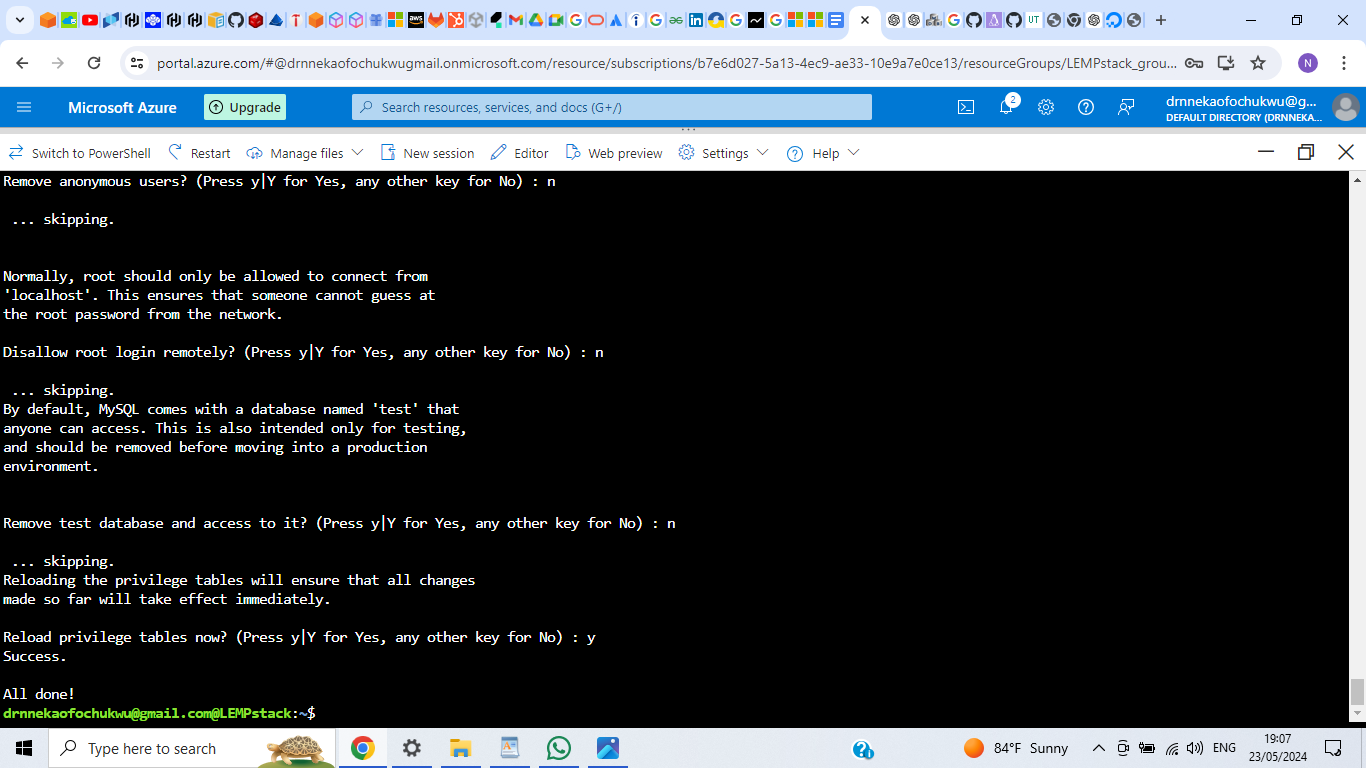 portal.azure.com/#@drnnekaofochukwugmail.onmicrosoft.com/resource/subscriptions/b7e6d027-5a13-4ec9-ae33-10e9a7e0ce13/resourceGroups/LEMPstack_grou...
N
Microsoft Azure
Upgrade
Search resources, services, and docs (G+/)
2
drnnekaofochukwu@g...
DEFAULT DIRECTORY (DRNNEKA...
Switch to PowerShell Restart Manage files New session Editor Web preview Settings Help
Remove anonymous users? (Press y|Y for Yes, any other key for No) : n
... skipping.
Normally, root should only be allowed to connect from
'localhost'. This ensures that someone cannot guess at
the root password from the network.
Disallow root login remotely? (Press y|Y for Yes, any other key for No) : n
... skipping.
By default, MySQL comes with a database named 'test' that
anyone can access. This is also intended only for testing,
and should be removed before moving into a production
environment.
Remove test database and access to it? (Press y|Y for Yes, any other key for No) : n
... skipping.
Reloading the privilege tables will ensure that all changes
made so far will take effect immediately.
Reload privilege tables now? (Press y|Y for Yes, any other key for No) : y
Success.
All done!
drnnekaofochukwu@gmail.com@LEMPstack:~$
Type here to search
84°F Sunny
ENG
19:07
23/05/2024